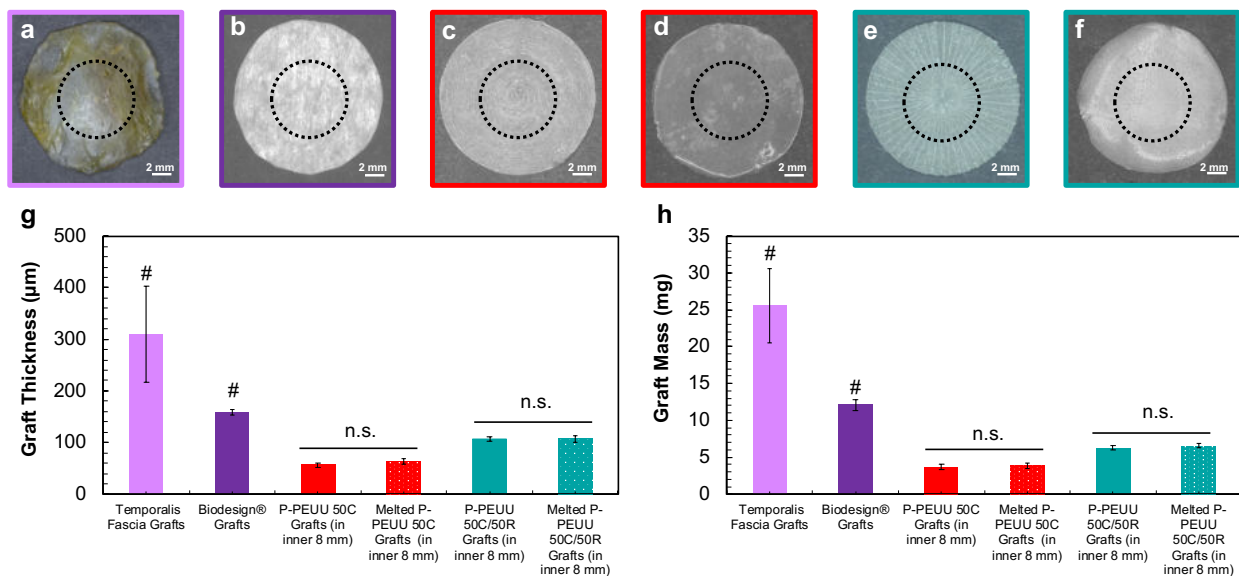 a
b
c
d
e
f
2 mm
2 mm
2 mm
2 mm
2 mm
2 mm
g
Graft Thickness (µm)
500
400
300
200
100
0
#
#
n.s.
n.s.
Temporalis
Fascia Grafts
Biodesign®
Grafts
P-PEUU 50C
Grafts (in
inner 8 mm)
Melted P-
PEUU 50C
Grafts (in
inner 8 mm)
P-PEUU
50C/50R
Grafts (in
inner 8 mm)
Melted P-
PEUU
50C/50R
Grafts (in
inner 8 mm)
h
Graft Mass (mg)
35
30
25
20
15
10
5
0
#
#
n.s.
n.s.
Temporalis
Fascia Grafts
Biodesign®
Grafts
P-PEUU 50C
Grafts (in
inner 8 mm)
Melted P-
PEUU 50C
Grafts (in
inner 8 mm)
P-PEUU
50C/50R
Grafts (in
inner 8 mm)
Melted P-
PEUU
50C/50R
Grafts (in
inner 8 mm)